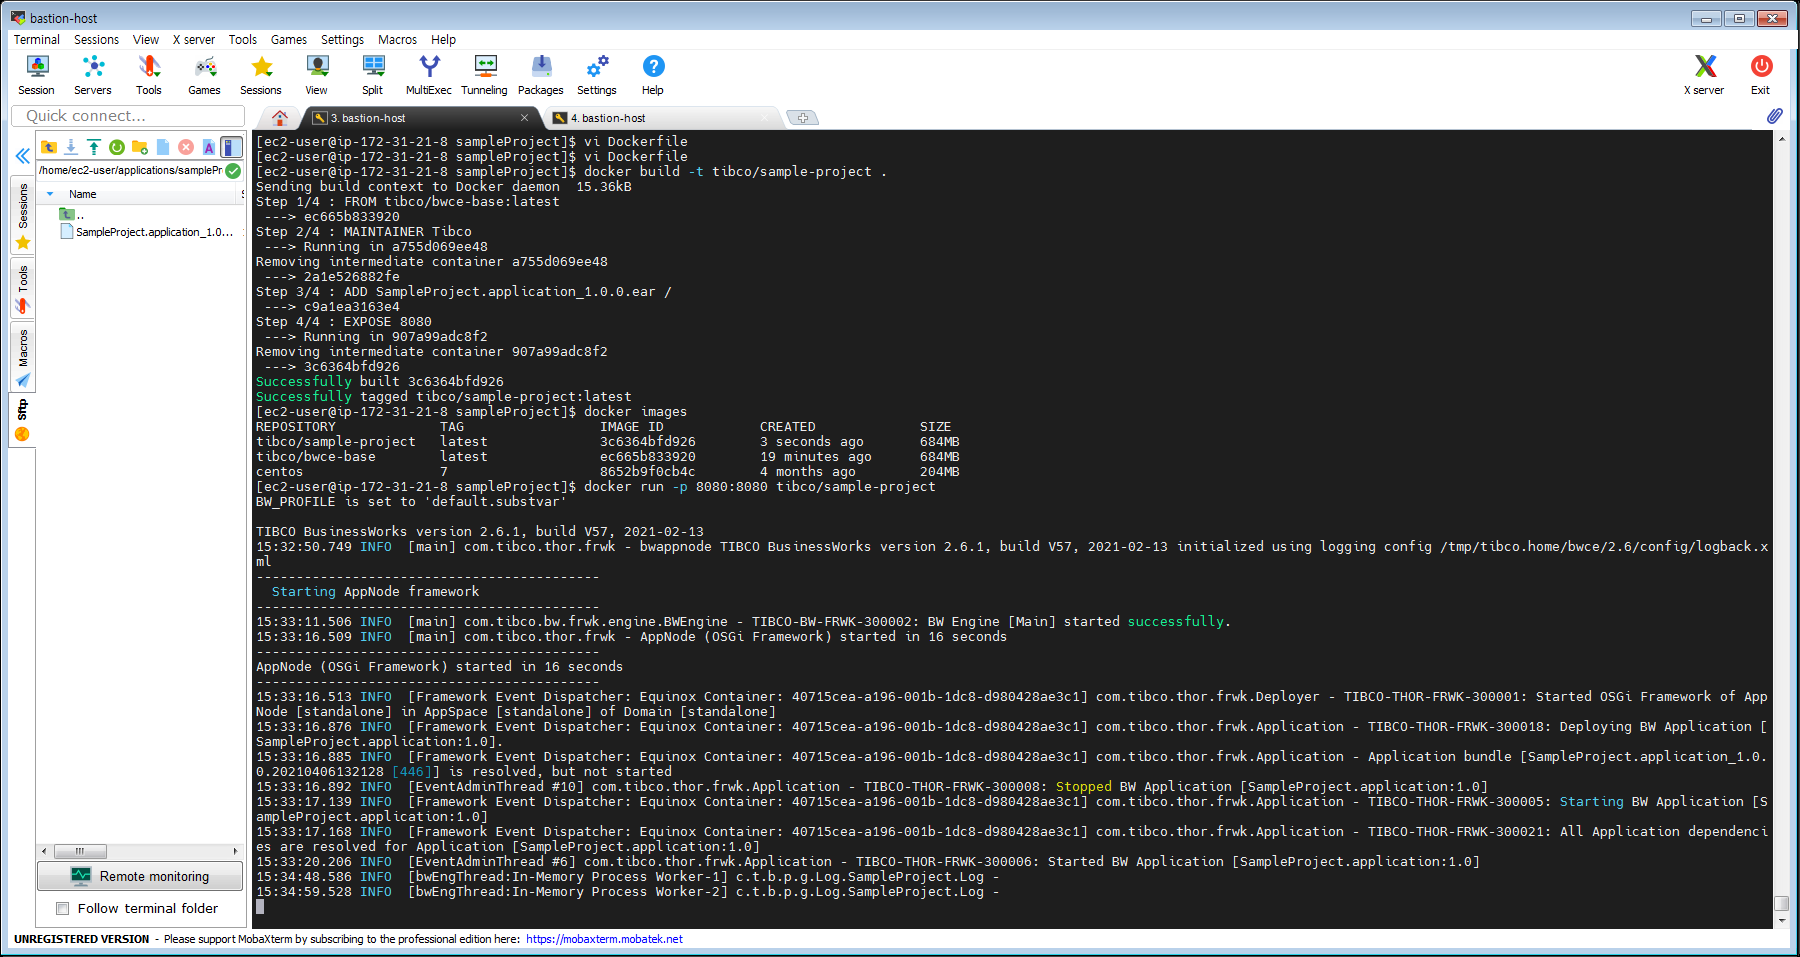 bastion-host
Terminal Sessions View X server Tools Games Settings Macros Help
Session Servers Tools Games Sessions View Split MultiExec Tunneling Packages Settings Help X server Exit
Quick connect...
3. bastion-host
4. bastion-host
/home/ec2-user/applications/samplePr
Name
..
SampleProject.application_1.0...
Sessions
Tools
Macros
Sftp
[ec2-user@ip-172-31-21-8 sampleProject]$ vi Dockerfile
[ec2-user@ip-172-31-21-8 sampleProject]$ vi Dockerfile
[ec2-user@ip-172-31-21-8 sampleProject]$ docker build -t tibco/sample-project .
Sending build context to Docker daemon  15.36kB
Step 1/4 : FROM tibco/bwce-base:latest
 ---> ec665b833920
Step 2/4 : MAINTAINER Tibco
 ---> Running in a755d069ee48
Removing intermediate container a755d069ee48
 ---> 2a1e526882fe
Step 3/4 : ADD SampleProject.application_1.0.0.ear /
 ---> c9a1ea3163e4
Step 4/4 : EXPOSE 8080
 ---> Running in 907a99adc8f2
Removing intermediate container 907a99adc8f2
 ---> 3c6364bfd926
Successfully built 3c6364bfd926
Successfully tagged tibco/sample-project:latest
[ec2-user@ip-172-31-21-8 sampleProject]$ docker images
REPOSITORY TAG IMAGE ID CREATED SIZE
tibco/sample-project latest 3c6364bfd926 3 seconds ago 684MB
tibco/bwce-base latest ec665b833920 19 minutes ago 684MB
centos 7 8652b9f0cb4c 4 months ago 204MB
[ec2-user@ip-172-31-21-8 sampleProject]$ docker run -p 8080:8080 tibco/sample-project
BW_PROFILE is set to 'default.substvar'
TIBCO BusinessWorks version 2.6.1, build V57, 2021-02-13
15:32:50.749 INFO  [main] com.tibco.thor.frwk - bwappnode TIBCO BusinessWorks version 2.6.1, build V57, 2021-02-13 initialized using logging config /tmp/tibco.home/bwce/2.6/config/logback.x
ml
-------------------------------------------
  Starting AppNode framework
-------------------------------------------
15:33:11.506 INFO  [main] com.tibco.bw.frwk.engine.BWEngine - TIBCO-BW-FRWK-300002: BW Engine [Main] started successfully.
15:33:16.509 INFO  [main] com.tibco.thor.frwk - AppNode (OSGi Framework) started in 16 seconds
-------------------------------------------
AppNode (OSGi Framework) started in 16 seconds
-------------------------------------------
15:33:16.513 INFO  [Framework Event Dispatcher: Equinox Container: 40715cea-a196-001b-1dc8-d980428ae3c1] com.tibco.thor.frwk.Deployer - TIBCO-THOR-FRWK-300001: Started OSGi Framework of App
Node [standalone] in AppSpace [standalone] of Domain [standalone]
15:33:16.876 INFO  [Framework Event Dispatcher: Equinox Container: 40715cea-a196-001b-1dc8-d980428ae3c1] com.tibco.thor.frwk.Application - TIBCO-THOR-FRWK-300018: Deploying BW Application [
SampleProject.application:1.0].
15:33:16.885 INFO  [Framework Event Dispatcher: Equinox Container: 40715cea-a196-001b-1dc8-d980428ae3c1] com.tibco.thor.frwk.Application - Application bundle [SampleProject.application_1.0.
0.20210406132128 [446]] is resolved, but not started
15:33:16.892 INFO  [EventAdminThread #10] com.tibco.thor.frwk.Application - TIBCO-THOR-FRWK-300008: Stopped BW Application [SampleProject.application:1.0]
15:33:17.139 INFO  [Framework Event Dispatcher: Equinox Container: 40715cea-a196-001b-1dc8-d980428ae3c1] com.tibco.thor.frwk.Application - TIBCO-THOR-FRWK-300005: Starting BW Application [S
ampleProject.application:1.0]
15:33:17.168 INFO  [Framework Event Dispatcher: Equinox Container: 40715cea-a196-001b-1dc8-d980428ae3c1] com.tibco.thor.frwk.Application - TIBCO-THOR-FRWK-300021: All Application dependenci
es are resolved for Application [SampleProject.application:1.0]
15:33:20.206 INFO  [EventAdminThread #6] com.tibco.thor.frwk.Application - TIBCO-THOR-FRWK-300006: Started BW Application [SampleProject.application:1.0]
15:34:48.586 INFO  [bwEngThread:In-Memory Process Worker-1] c.t.b.p.g.Log.SampleProject.Log -
15:34:59.528 INFO  [bwEngThread:In-Memory Process Worker-2] c.t.b.p.g.Log.SampleProject.Log -
Remote monitoring
Follow terminal folder
UNREGISTERED VERSION - Please support MobaXterm by subscribing to the professional edition here: https://mobaxterm.mobatek.net